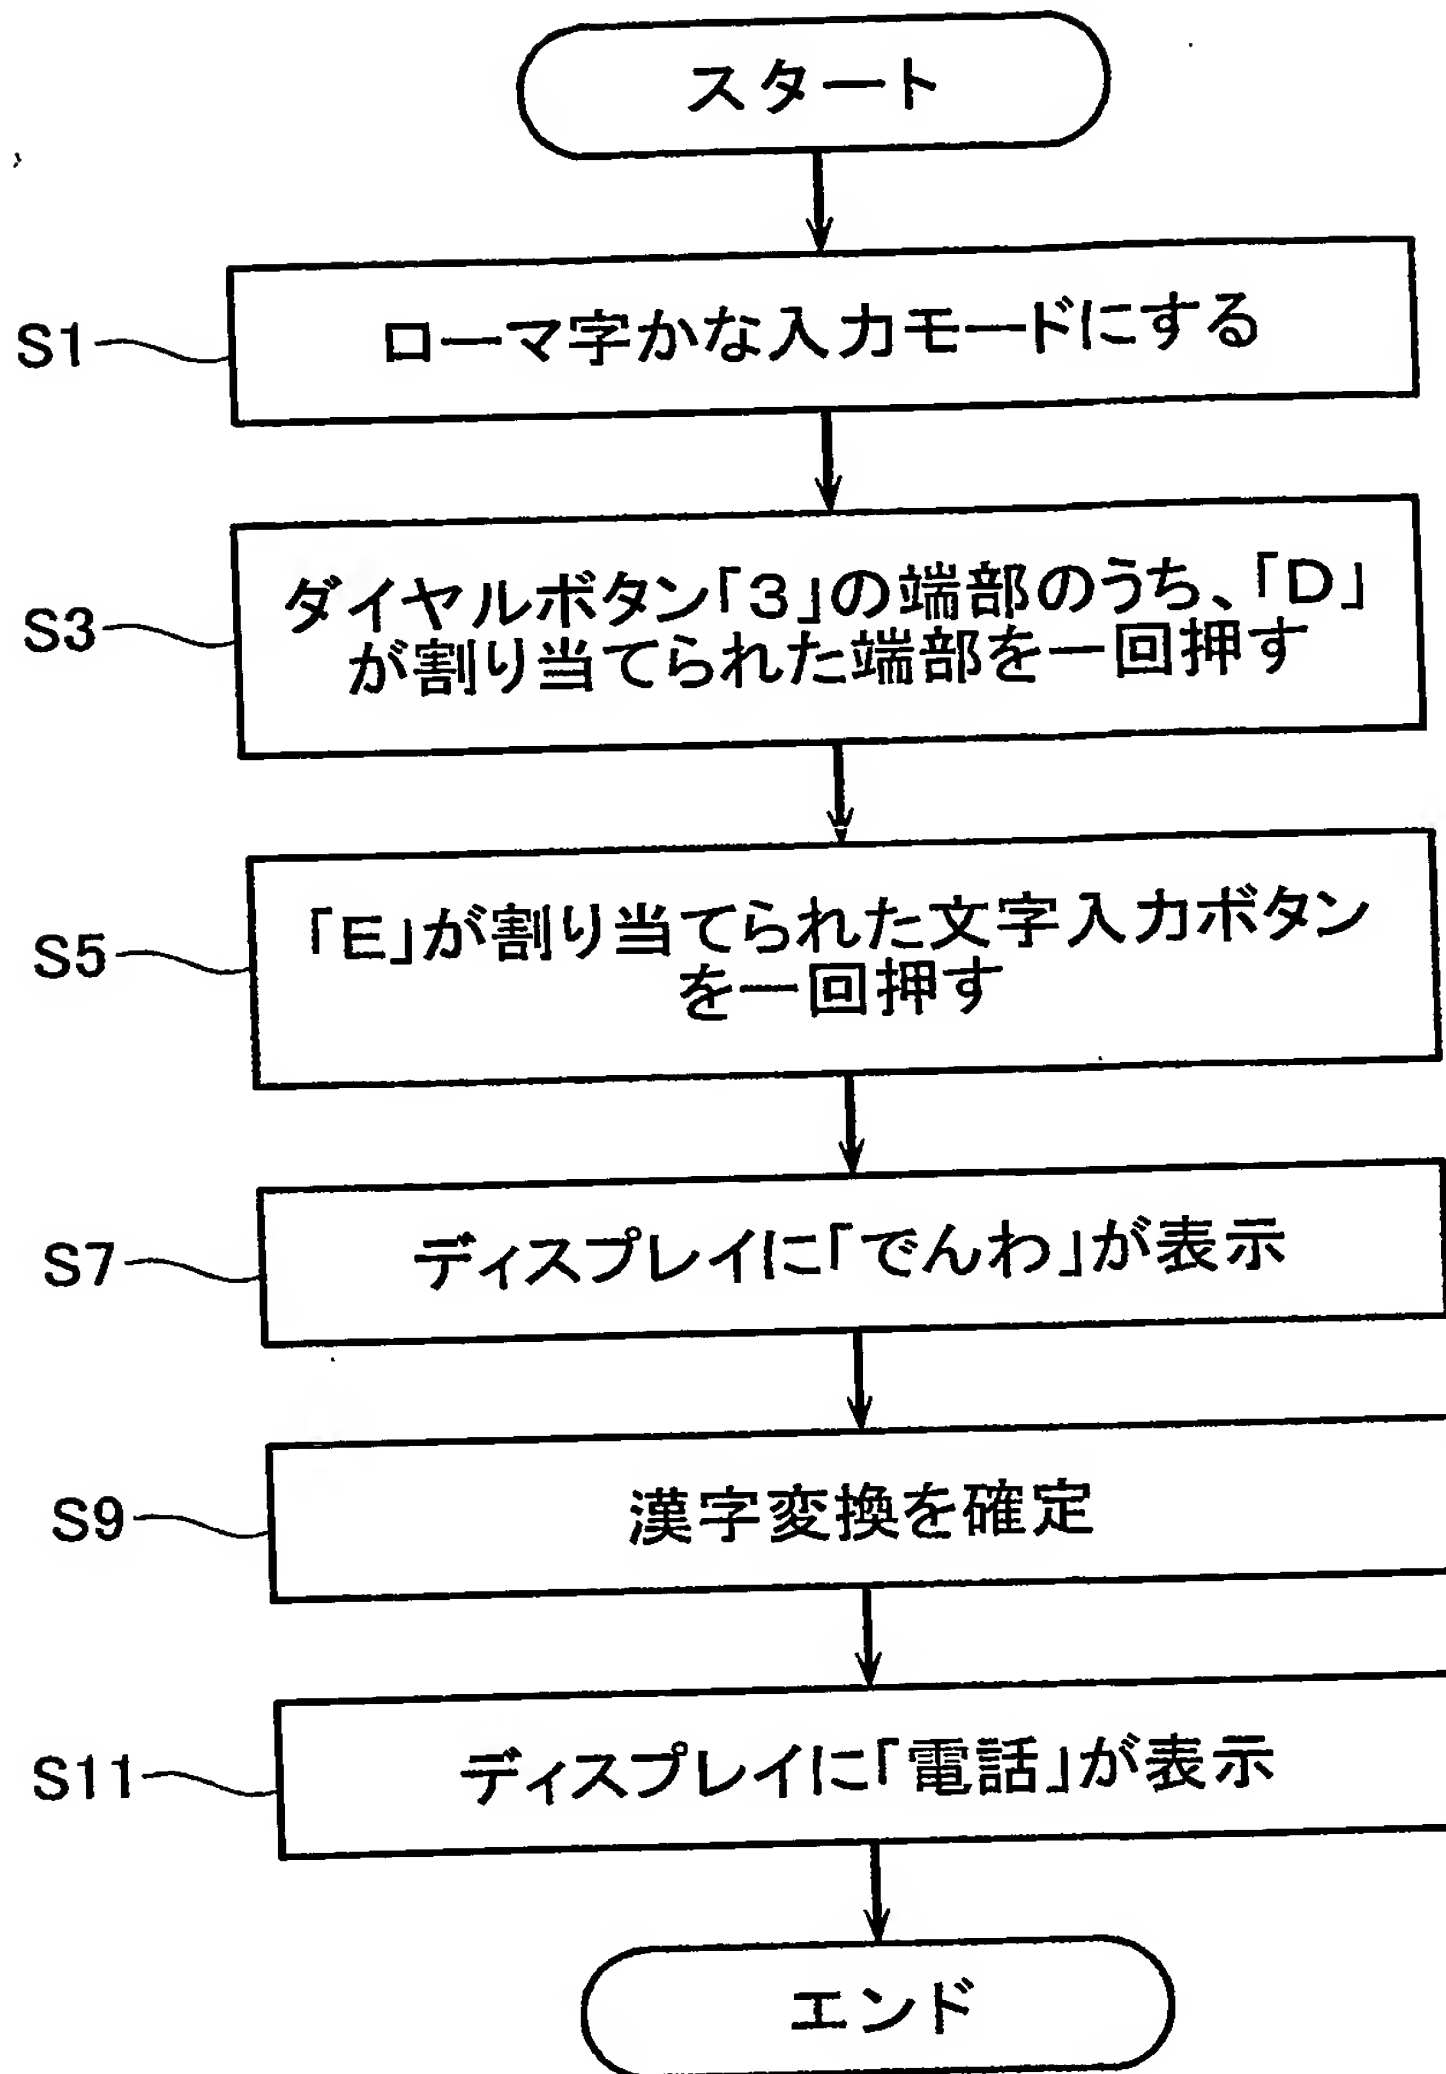 スタート
S1
ローマ字かな入力モードにする
S3
ダイヤルボタン「3」の端部のうち、「D」
が割り当てられた端部を一回押す
S5
「E」が割り当てられた文字入力ボタン
を一回押す
S7
ディスプレイに「でんわ」が表示
S9
漢字変換を確定
S11
ディスプレイに「電話」が表示
エンド